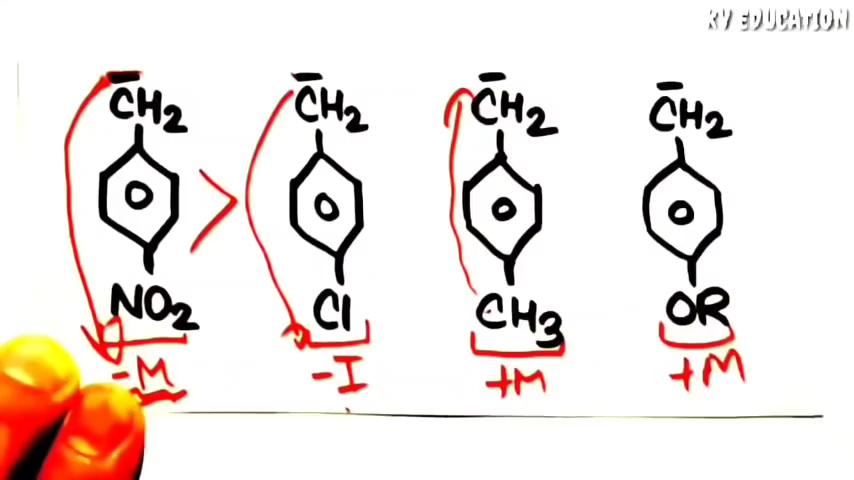 KV EDUCATION
C̄H2 > C̄H2 C̄H2 C̄H2
NO2 Cl CH3 OR
-M -I +M +M